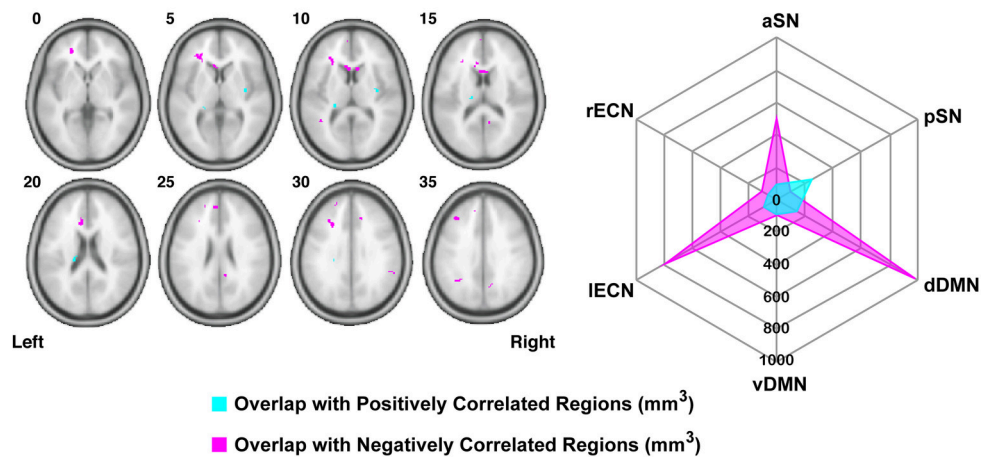 0 5 10 15
20 25 30 35
Left Right
aSN
rECN pSN
0
200
400
lECN 600 dDMN
800
1000
vDMN
Overlap with Positively Correlated Regions (mm³)
Overlap with Negatively Correlated Regions (mm³)